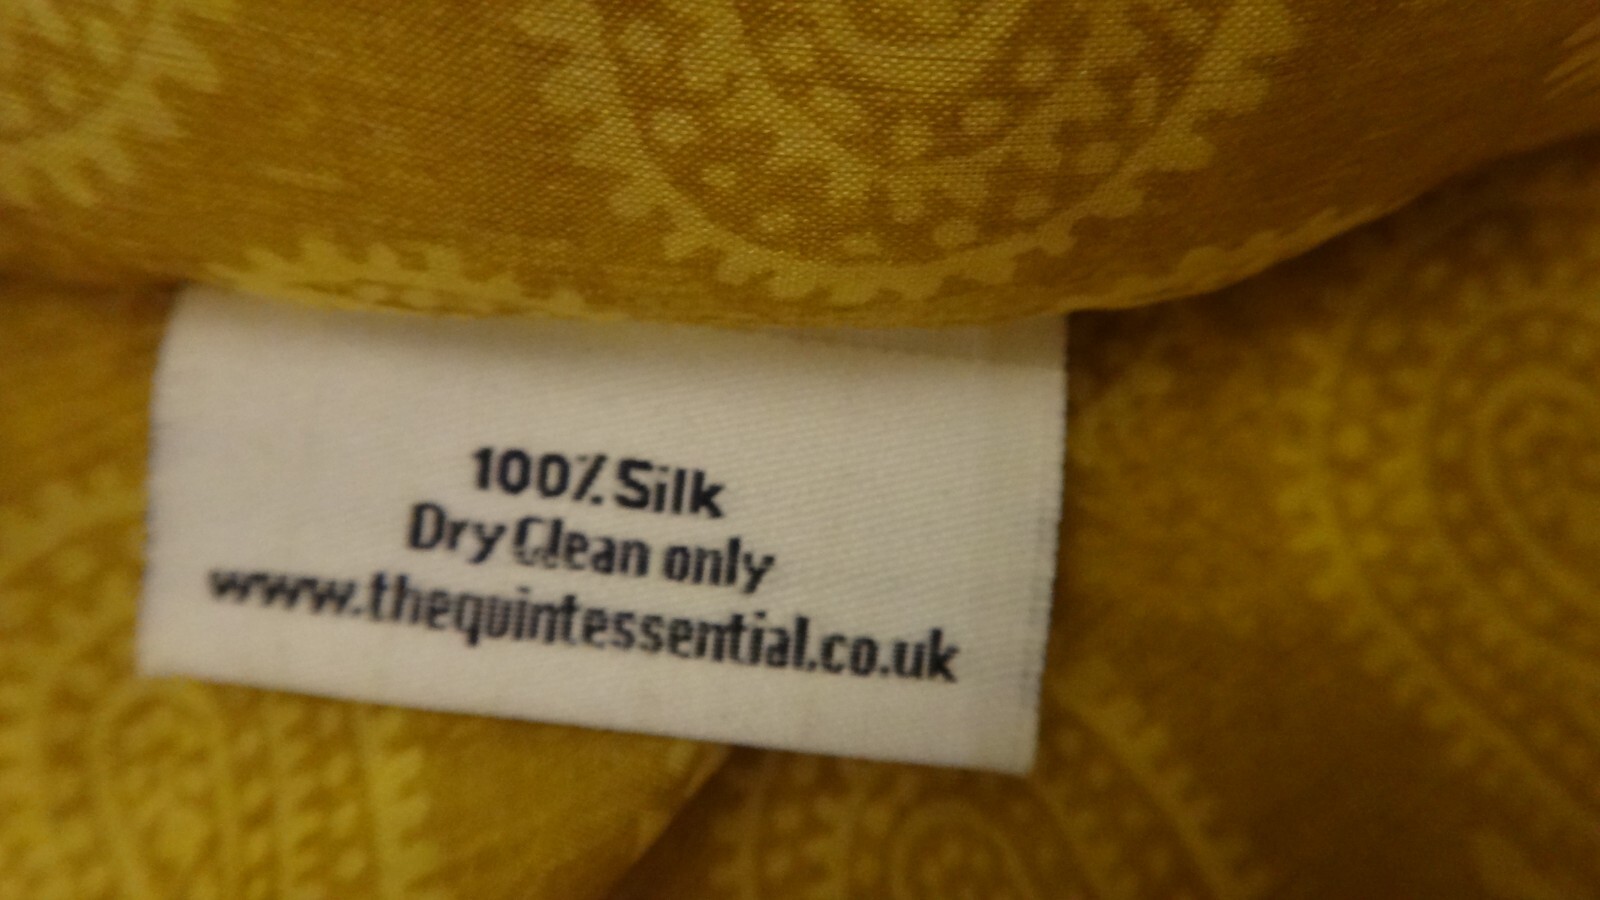 100% Silk
Dry Clean only
www.thequintessential.co.uk